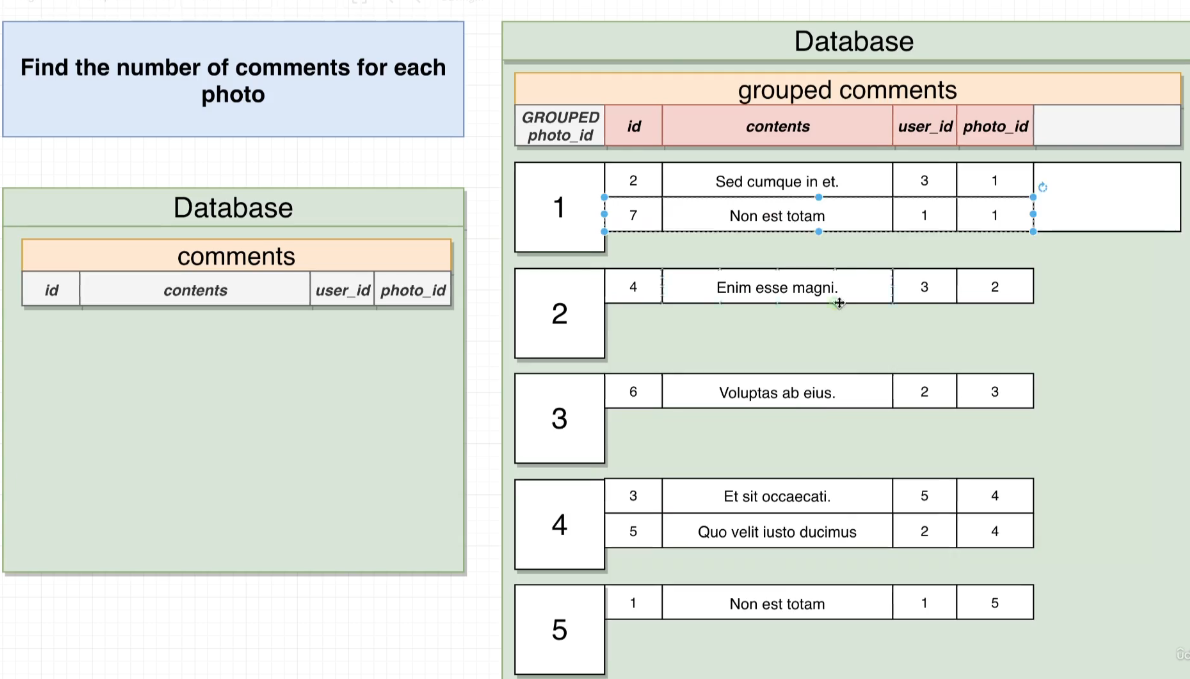 Find the number of comments for each
photo
Database
comments
id contents user_id photo_id
Database
grouped comments
GROUPED
photo_id
id contents user_id photo_id
1
2 Sed cumque in et. 3 1
7 Non est totam 1 1
2
4 Enim esse magni. 3 2
3
6 Voluptas ab eius. 2 3
4
3 Et sit occaecati. 5 4
5 Quo velit iusto ducimus 2 4
5
1 Non est totam 1 5